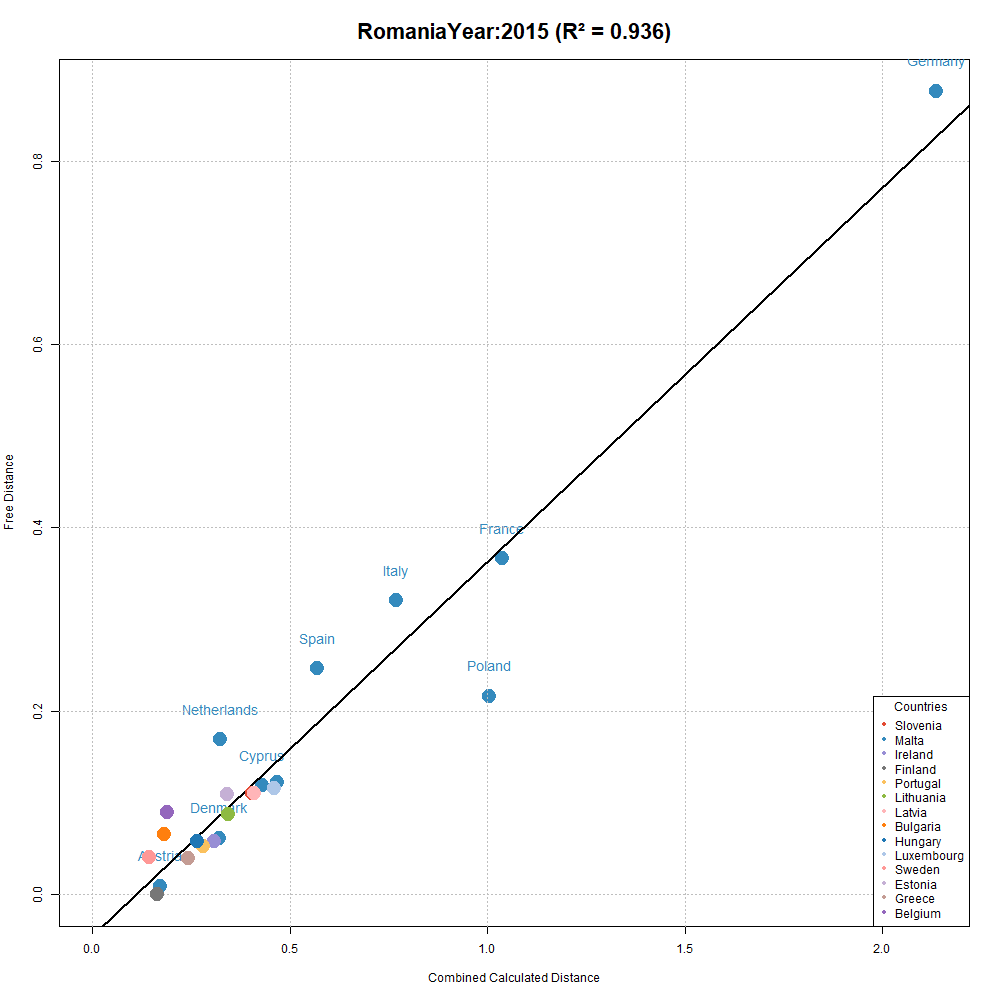 RomaniaYear:2015 (R² = 0.936)
Germany
0.8
0.6
Free Distance
0.4
France
Italy
Spain
Poland
0.2
Netherlands
Cyprus
Denmark
Austria
0.0
Countries
Slovenia
Malta
Ireland
Finland
Portugal
Lithuania
Latvia
Bulgaria
Hungary
Luxembourg
Sweden
Estonia
Greece
Belgium
0.0 0.5 1.0 1.5 2.0
Combined Calculated Distance